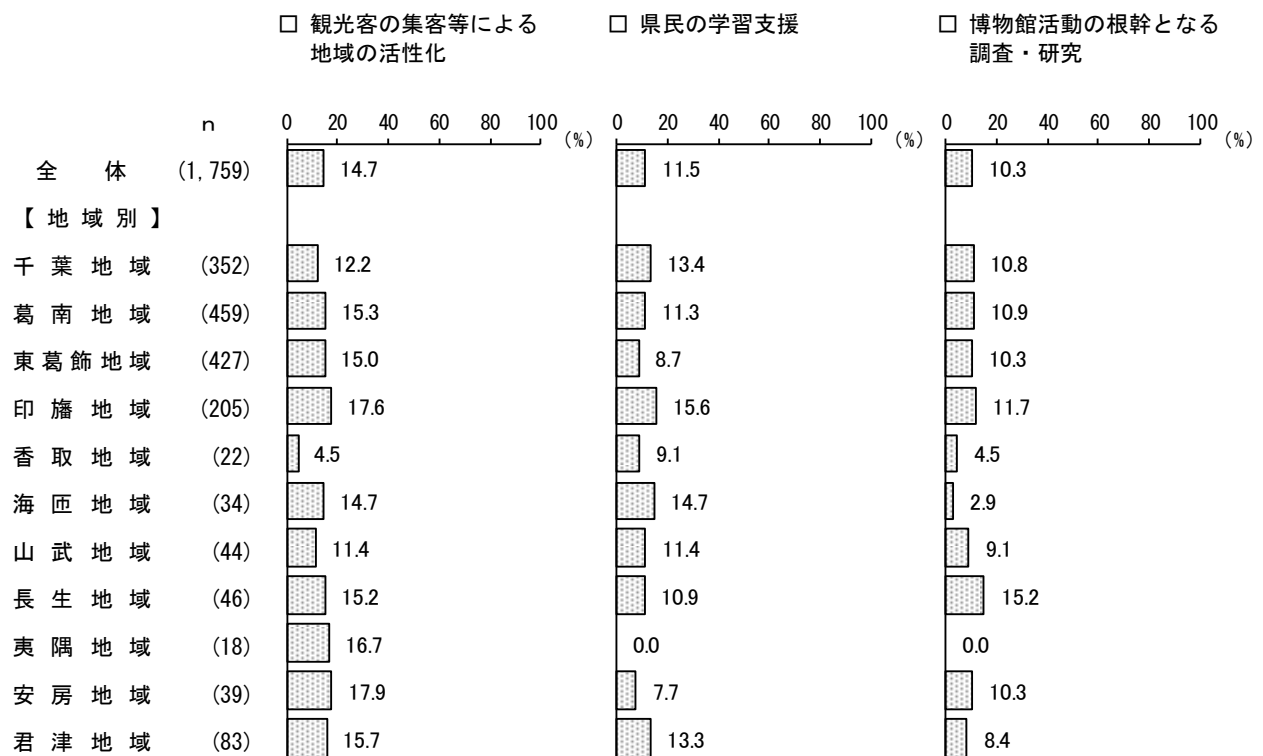 □ 観光客の集客等による □ 県民の学習支援 □ 博物館活動の根幹となる
地域の活性化 調査・研究
n 0 20 40 60 80 100 (%) 0 20 40 60 80 100 (%) 0 20 40 60 80 100 (%)
全体 (1,759) 14.7 11.5 10.3
【地域別】
千葉地域 (352) 12.2 13.4 10.8
葛南地域 (459) 15.3 11.3 10.9
東葛飾地域 (427) 15.0 8.7 10.3
印旛地域 (205) 17.6 15.6 11.7
香取地域 (22) 4.5 9.1 4.5
海匝地域 (34) 14.7 14.7 2.9
山武地域 (44) 11.4 11.4 9.1
長生地域 (46) 15.2 10.9 15.2
夷隅地域 (18) 16.7 0.0 0.0
安房地域 (39) 17.9 7.7 10.3
君津地域 (83) 15.7 13.3 8.4